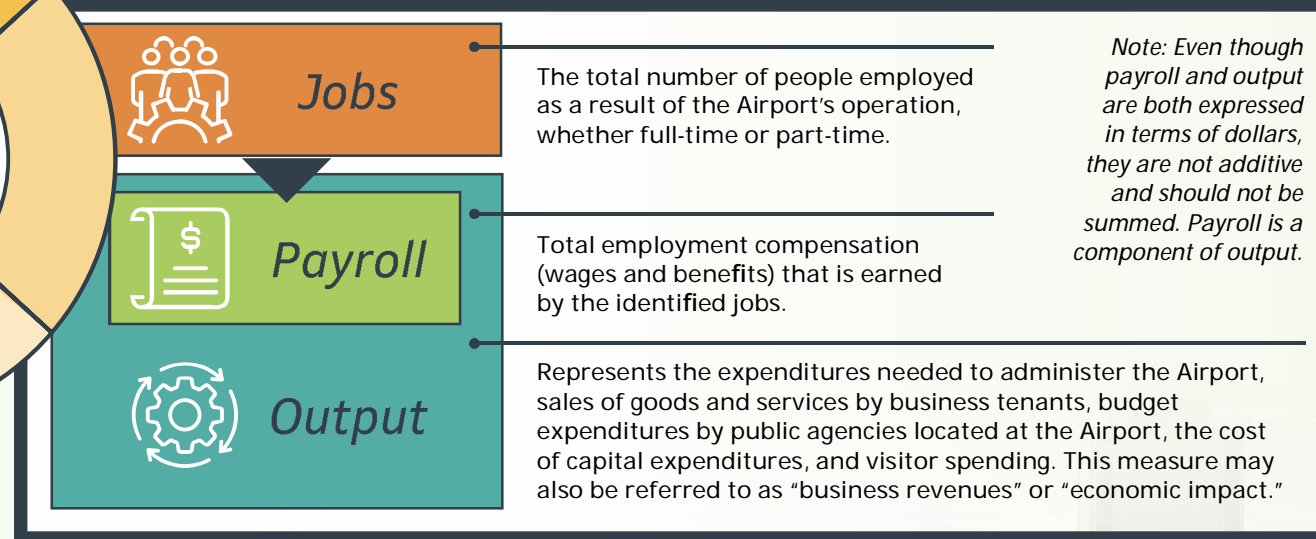 Jobs
The total number of people employed
as a result of the Airport's operation,
whether full-time or part-time.
Note: Even though
payroll and output
are both expressed
in terms of dollars,
they are not additive
and should not be
summed. Payroll is a
component of output.
$
Payroll
Total employment compensation
(wages and benefits) that is earned
by the identified jobs.
Output
Represents the expenditures needed to administer the Airport,
sales of goods and services by business tenants, budget
expenditures by public agencies located at the Airport, the cost
of capital expenditures, and visitor spending. This measure may
also be referred to as “business revenues” or “economic impact.”